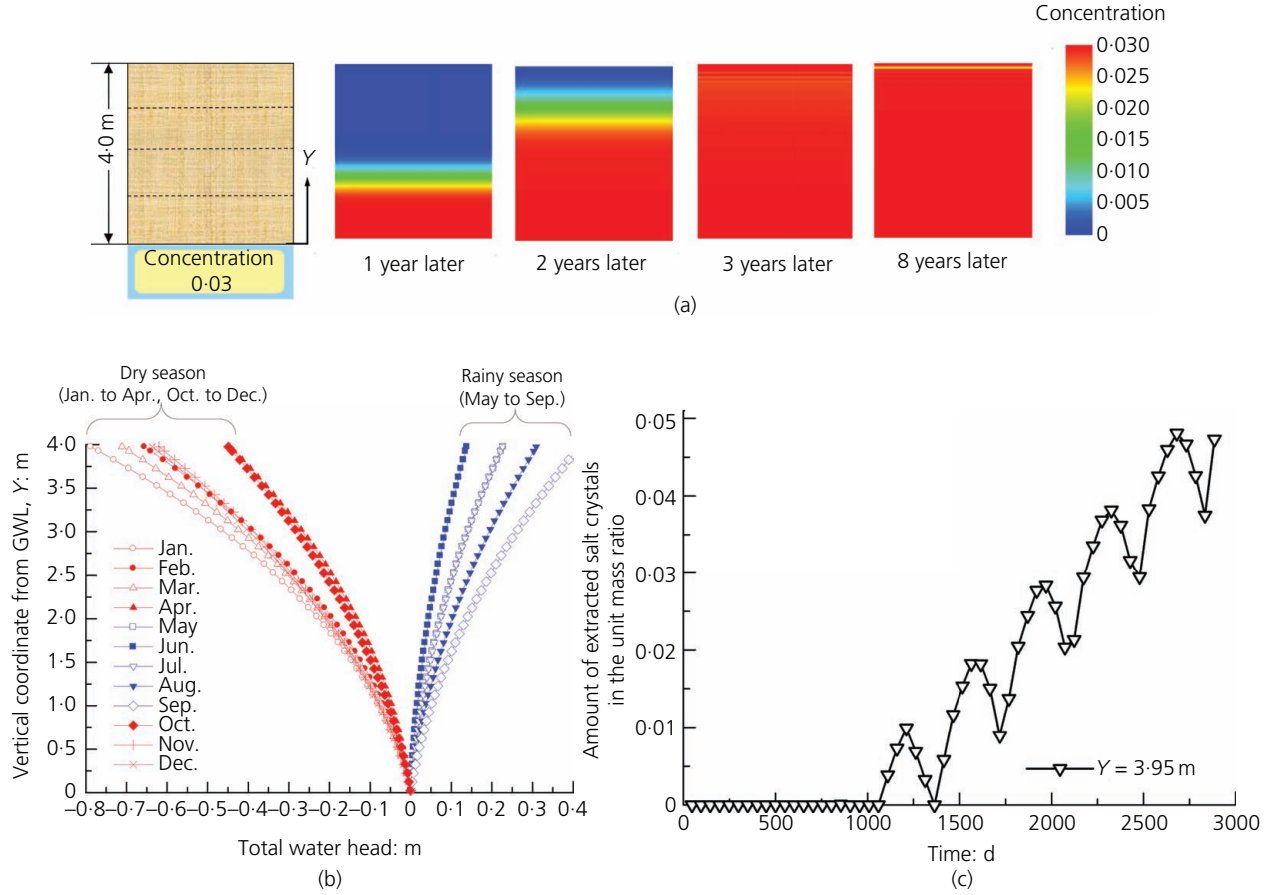 Concentration
0·030
0·025
0·020
0·015
0·010
0·005
0
4·0 m
Y
Concentration
0·03
1 year later
2 years later
3 years later
8 years later
(a)
Dry season
(Jan. to Apr., Oct. to Dec.)
Rainy season
(May to Sep.)
Vertical coordinate from GWL, Y: m
4·0
3·5
3·0
2·5
2·0
1·5
1·0
0·5
0
Jan.
Feb.
Mar.
Apr.
May
Jun.
Jul.
Aug.
Sep.
Oct.
Nov.
Dec.
−0·8 −0·7 −0·6 −0·5 −0·4 −0·3 −0·2 −0·1 0 0·1 0·2 0·3 0·4
Total water head: m
(b)
Amount of extracted salt crystals
in the unit mass ratio
0·05
0·04
0·03
0·02
0·01
0
Y = 3·95 m
0 500 1000 1500 2000 2500 3000
Time: d
(c)